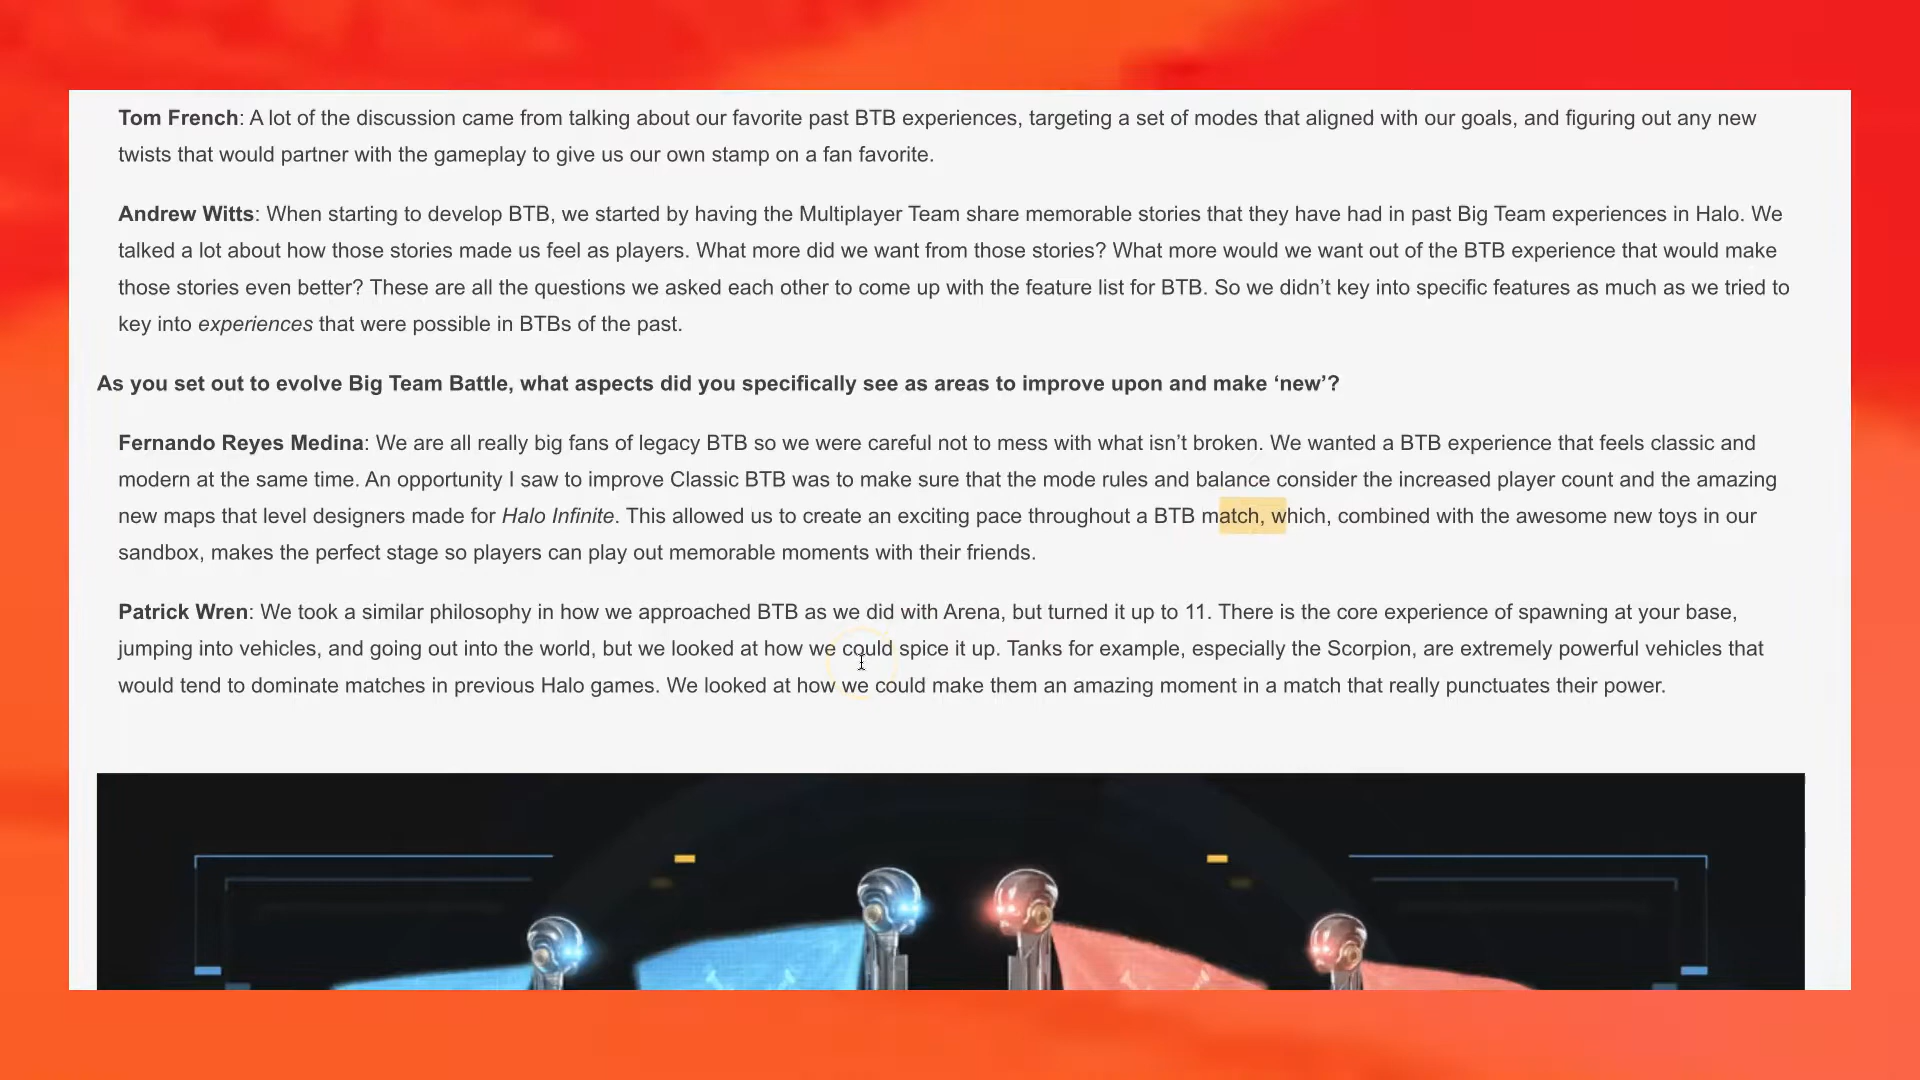 Tom French: A lot of the discussion came from talking about our favorite past BTB experiences, targeting a set of modes that aligned with our goals, and figuring out any new
twists that would partner with the gameplay to give us our own stamp on a fan favorite.
Andrew Witts: When starting to develop BTB, we started by having the Multiplayer Team share memorable stories that they have had in past Big Team experiences in Halo. We
talked a lot about how those stories made us feel as players. What more did we want from those stories? What more would we want out of the BTB experience that would make
those stories even better? These are all the questions we asked each other to come up with the feature list for BTB. So we didn’t key into specific features as much as we tried to
key into experiences that were possible in BTBs of the past.
As you set out to evolve Big Team Battle, what aspects did you specifically see as areas to improve upon and make ‘new’?
Fernando Reyes Medina: We are all really big fans of legacy BTB so we were careful not to mess with what isn’t broken. We wanted a BTB experience that feels classic and
modern at the same time. An opportunity I saw to improve Classic BTB was to make sure that the mode rules and balance consider the increased player count and the amazing
new maps that level designers made for Halo Infinite. This allowed us to create an exciting pace throughout a BTB match, which, combined with the awesome new toys in our
sandbox, makes the perfect stage so players can play out memorable moments with their friends.
Patrick Wren: We took a similar philosophy in how we approached BTB as we did with Arena, but turned it up to 11. There is the core experience of spawning at your base,
jumping into vehicles, and going out into the world, but we looked at how we could spice it up. Tanks for example, especially the Scorpion, are extremely powerful vehicles that
would tend to dominate matches in previous Halo games. We looked at how we could make them an amazing moment in a match that really punctuates their power.